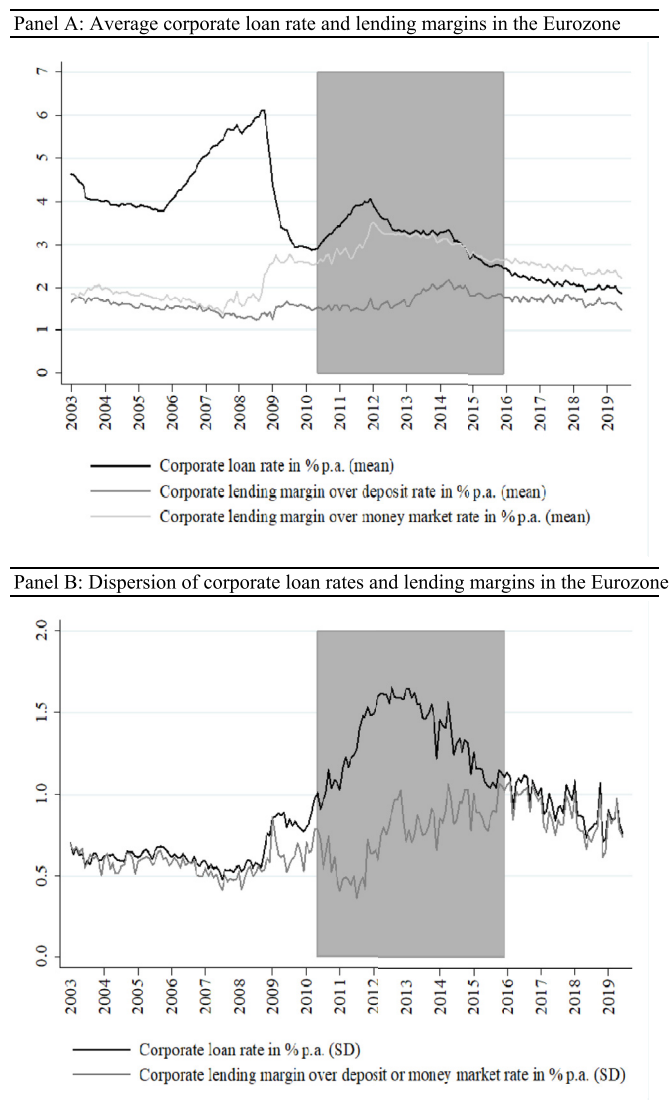 Panel A: Average corporate loan rate and lending margins in the Eurozone
7
6
5
4
3
2
1
0
2003 2004 2005 2006 2007 2008 2009 2010 2011 2012 2013 2014 2015 2016 2017 2018 2019
Corporate loan rate in % p.a. (mean)
Corporate lending margin over deposit rate in % p.a. (mean)
Corporate lending margin over money market rate in % p.a. (mean)
Panel B: Dispersion of corporate loan rates and lending margins in the Eurozone
2.0
1.5
1.0
0.5
0.0
2003 2004 2005 2006 2007 2008 2009 2010 2011 2012 2013 2014 2015 2016 2017 2018 2019
Corporate loan rate in % p.a. (SD)
Corporate lending margin over deposit or money market rate in % p.a. (SD)